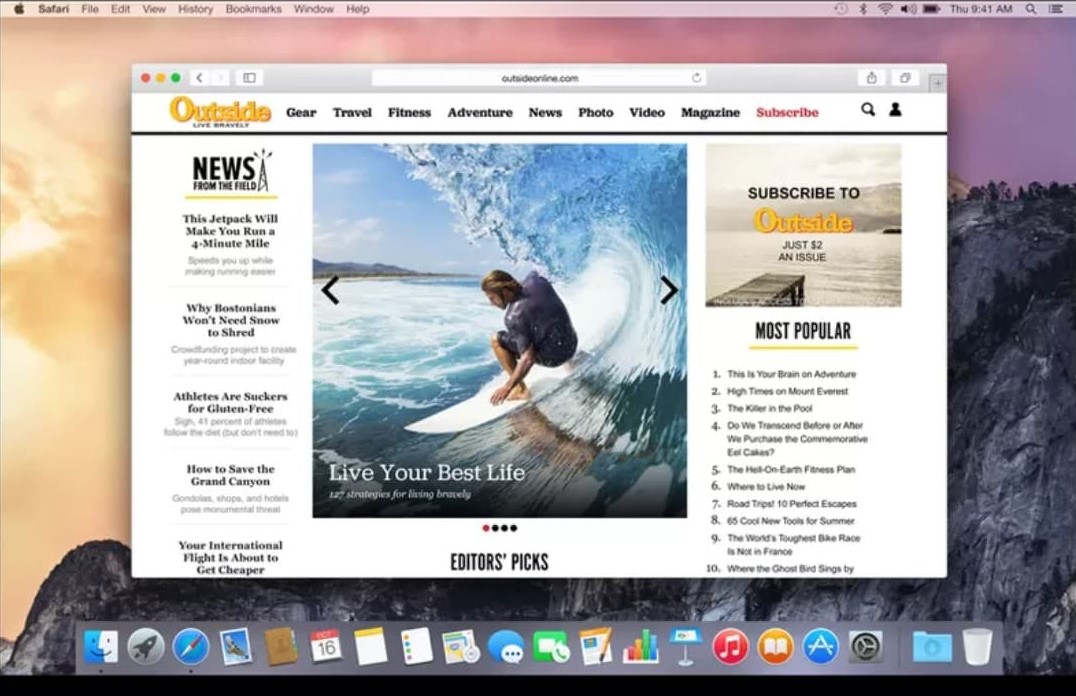 Safari File Edit View History Bookmarks Window Help
Thu 9:41 AM
outsideonline.com
Outside
LIVE BRAVELY
Gear Travel Fitness Adventure News Photo Video Magazine Subscribe
NEWS
FROM THE FIELD
This Jetpack Will
Make You Run a
4-Minute Mile
Speeds you up while
making running easier
Why Bostonians
Won't Need Snow
to Shred
Crowdfunding project to create
year-round indoor facility
Athletes Are Suckers
for Gluten-Free
Sigh, 41 percent of athletes
follow the diet (but don't need to)
How to Save the
Grand Canyon
Gondolas, shops, and hotels
pose monumental threat
Your International
Flight Is About to
Get Cheaper
Live Your Best Life
127 strategies for living bravely
EDITORS' PICKS
SUBSCRIBE TO
Outside
JUST $2
AN ISSUE
INCLUDES ACCESS TO
MOST POPULAR
1. This Is Your Brain on Adventure
2. High Times on Mount Everest
3. The Killer in the Pool
4. Do We Transcend Before or After
We Purchase the Commemorative
Eel Cakes?
5. The Hell-On-Earth Fitness Plan
6. Where to Live Now
7. Road Trips! 10 Perfect Escapes
8. 65 Cool New Tools for Summer
9. The World's Toughest Bike Race
Is Not in France
10. Where the Ghost Bird Sings by
OCT
16